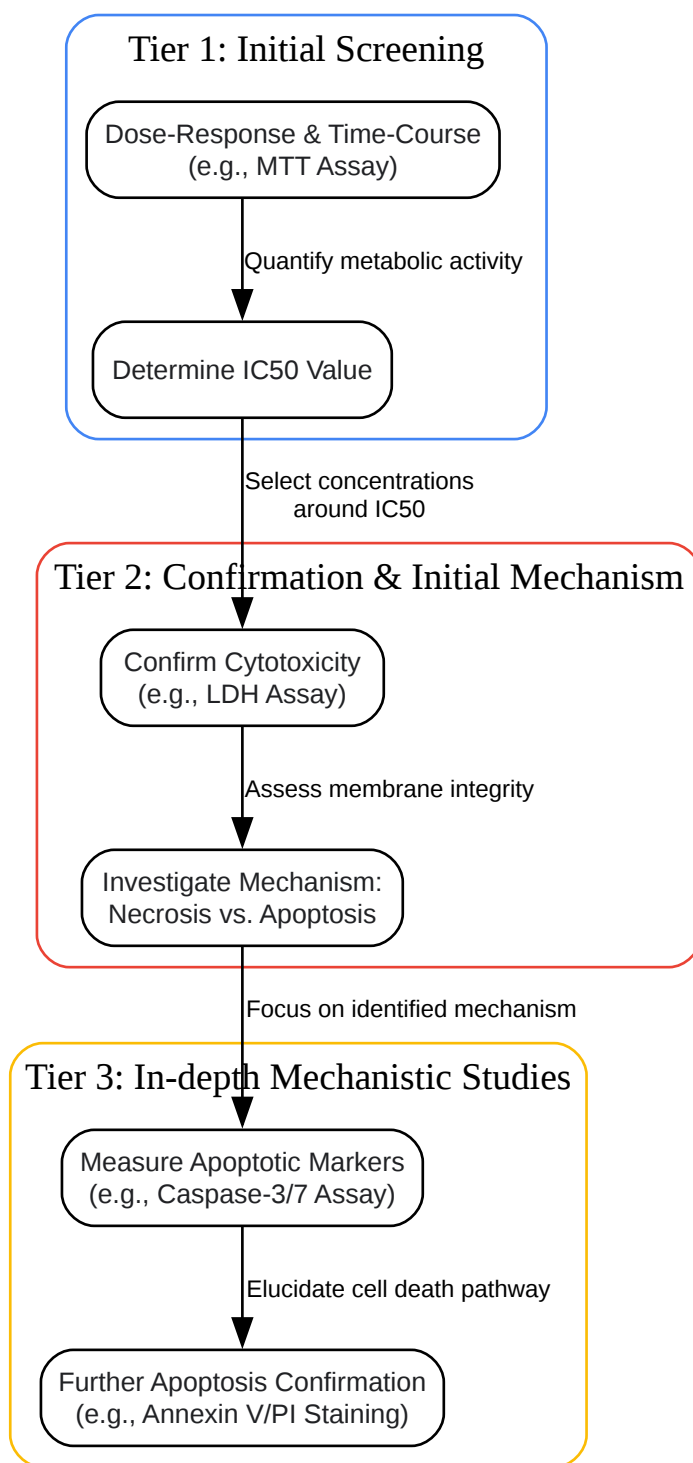 Tier 1: Initial Screening
Dose-Response & Time-Course
(e.g., MTT Assay)
Quantify metabolic activity
Determine IC50 Value
Select concentrations
around IC50
Tier 2: Confirmation & Initial Mechanism
Confirm Cytotoxicity
(e.g., LDH Assay)
Assess membrane integrity
Investigate Mechanism:
Necrosis vs. Apoptosis
Focus on identified mechanism
Tier 3: In-depth Mechanistic Studies
Measure Apoptotic Markers
(e.g., Caspase-3/7 Assay)
Elucidate cell death pathway
Further Apoptosis Confirmation
(e.g., Annexin V/PI Staining)